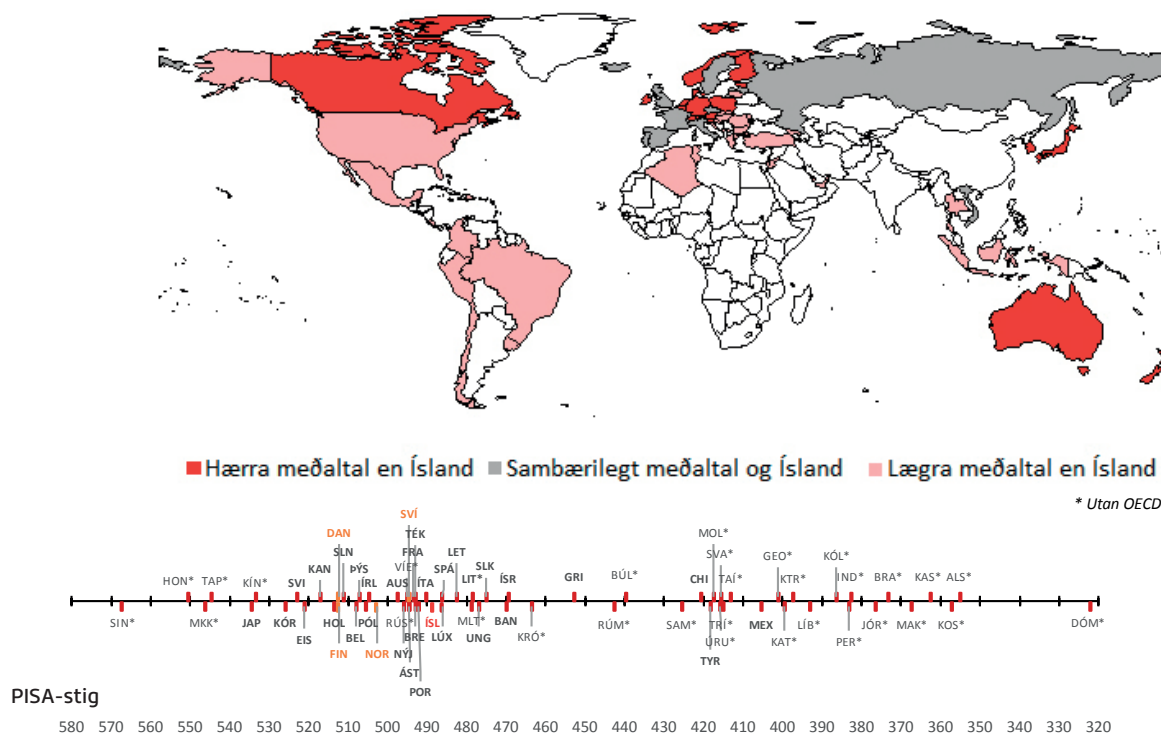 Hærra meðaltal en Ísland Sambærilegt meðaltal og Ísland Lægra meðaltal en Ísland
* Utan OECD
SVÍ
DAN TÉK MOL*
SLN FRA LET SVA* GEO* KÓL*
HON* TAP* KÍN* SVI KAN ÞÝS ÍRL AUS VÍE* ÍTA SPÁ LIT* SLK ÍSR GRI BÚL* CHI TAÍ* KTR* IND* BRA* KAS* ALS*
SIN* MKK* JAP KÓR EIS HOL BEL PÓL RÚS* BRE ÍSL LÚX MLT* UNG BAN KRÓ* RÚM* SAM* TRÍ* ÚRU* MEX KAT* LÍB* PER* JÓR* MAK* KOS* DÓM*
FIN NOR NÝJ TYR
ÁST
POR
PISA-stig
580 570 560 550 540 530 520 510 500 490 480 470 460 450 440 430 420 410 400 390 380 370 360 350 340 330 320